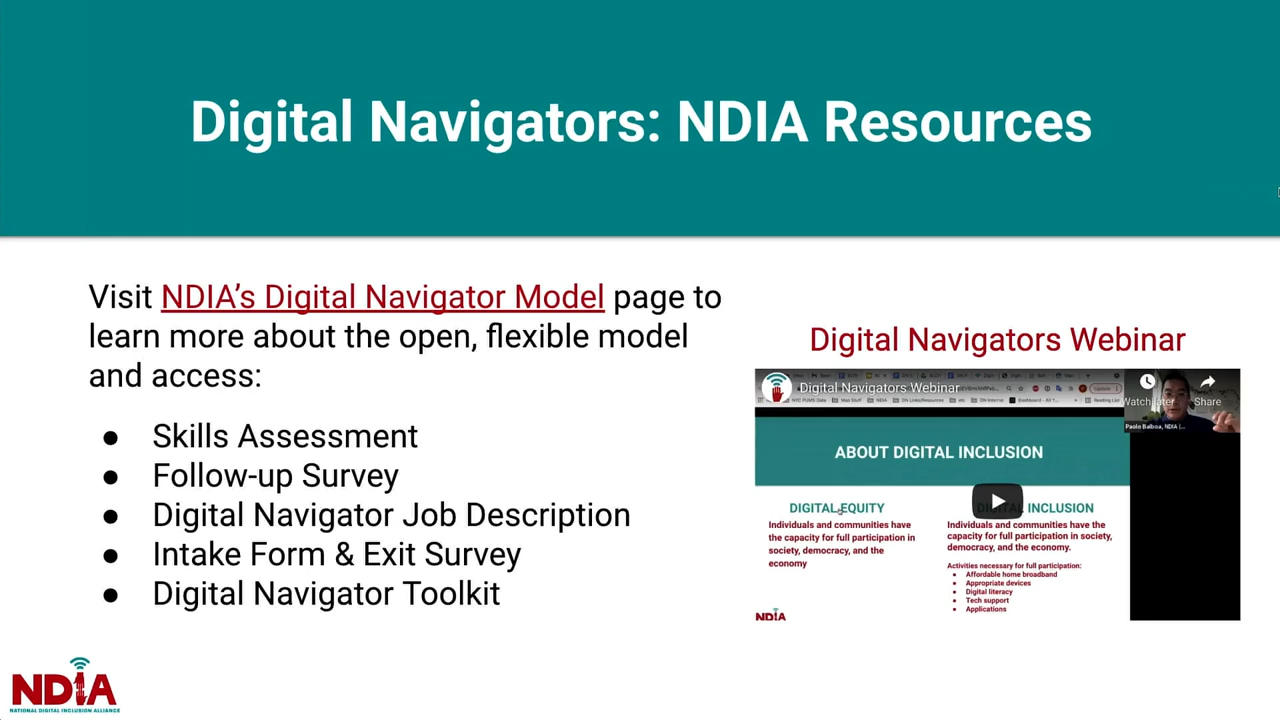 Digital Navigators: NDIA Resources
Visit NDIA's Digital Navigator Model page to
learn more about the open, flexible model
and access:
● Skills Assessment
● Follow-up Survey
● Digital Navigator Job Description
● Intake Form & Exit Survey
● Digital Navigator Toolkit
Digital Navigators Webinar
Digital Navigators Webinar
Watch later
Share
Paolo Balboa, NDIA (...
ABOUT DIGITAL INCLUSION
DIGITAL EQUITY
Individuals and communities have
the capacity for full participation in
society, democracy, and the
economy
DIGITAL INCLUSION
Individuals and communities have the
capacity for full participation in society,
democracy, and the economy.
Activities necessary for full participation:
● Affordable home broadband
● Appropriate devices
● Digital literacy
● Tech support
● Applications
NDIA
NDIA
NATIONAL DIGITAL INCLUSION ALLIANCE